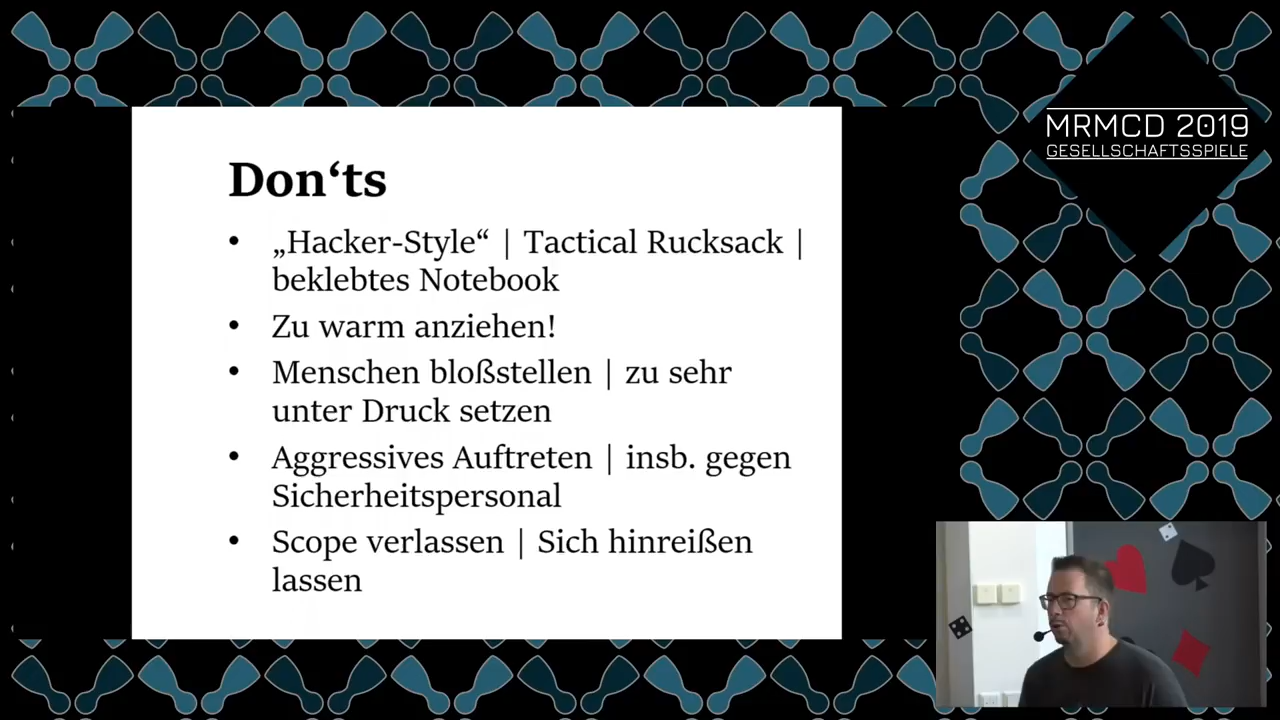 MRMCD 2019
GESELLSCHAFTSSPIELE
Don‘ts
• „Hacker-Style“ | Tactical Rucksack |
beklebtes Notebook
• Zu warm anziehen!
• Menschen bloßstellen | zu sehr
unter Druck setzen
• Aggressives Auftreten | insb. gegen
Sicherheitspersonal
• Scope verlassen | Sich hinreißen
lassen